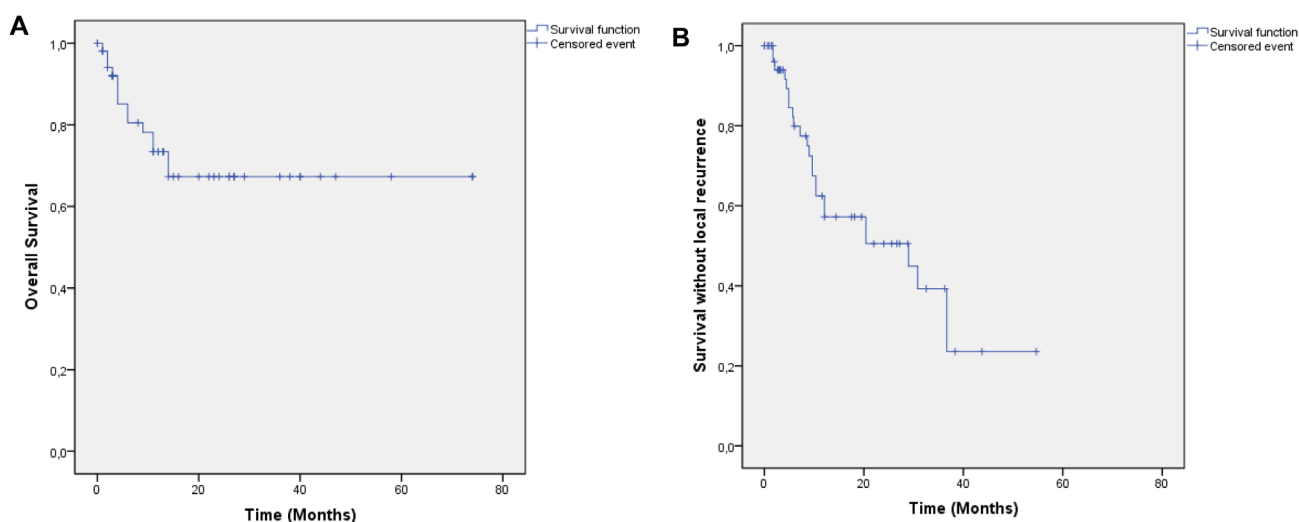 A
Survival function
Censored event
Overall Survival
1,0
0,8
0,6
0,4
0,2
0,0
0 20 40 60 80
Time (Months)
B
Survival function
Censored event
Survival without local recurrence
1,0
0,8
0,6
0,4
0,2
0,0
0 20 40 60 80
Time (Months)